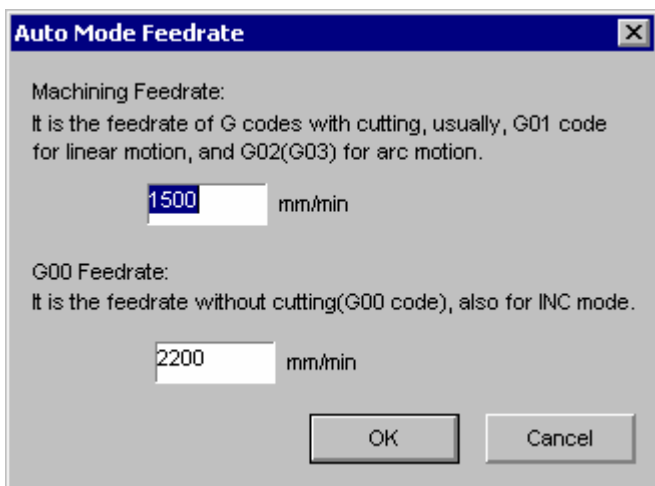 Auto Mode Feedrate
Machining Feedrate:
It is the feedrate of G codes with cutting, usually, G01 code
for linear motion, and G02(G03) for arc motion.
1500 mm/min
G00 Feedrate:
It is the feedrate without cutting(G00 code), also for INC mode.
2200 mm/min
OK Cancel